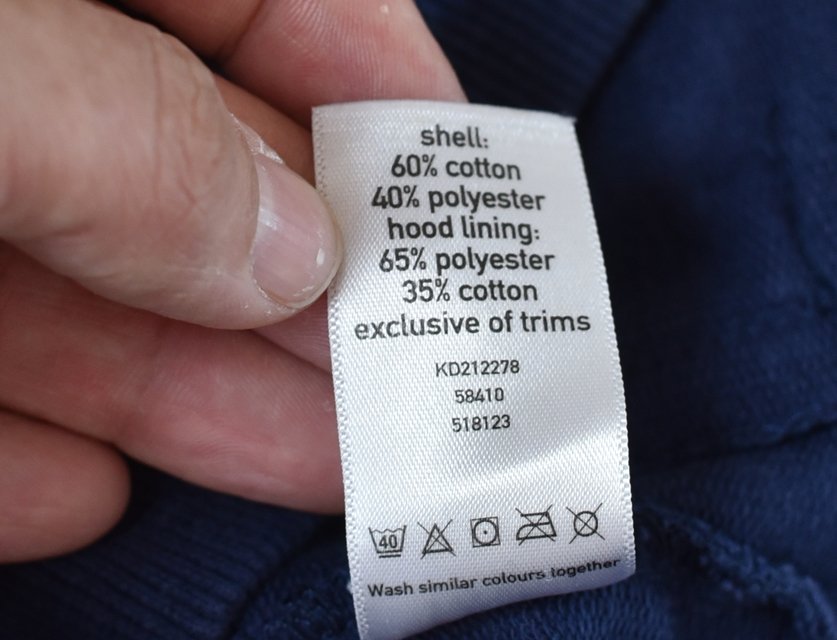 shell:
60% cotton
40% polyester
hood lining:
65% polyester
35% cotton
exclusive of trims
KD212278
58410
518123
40
Wash similar colours together